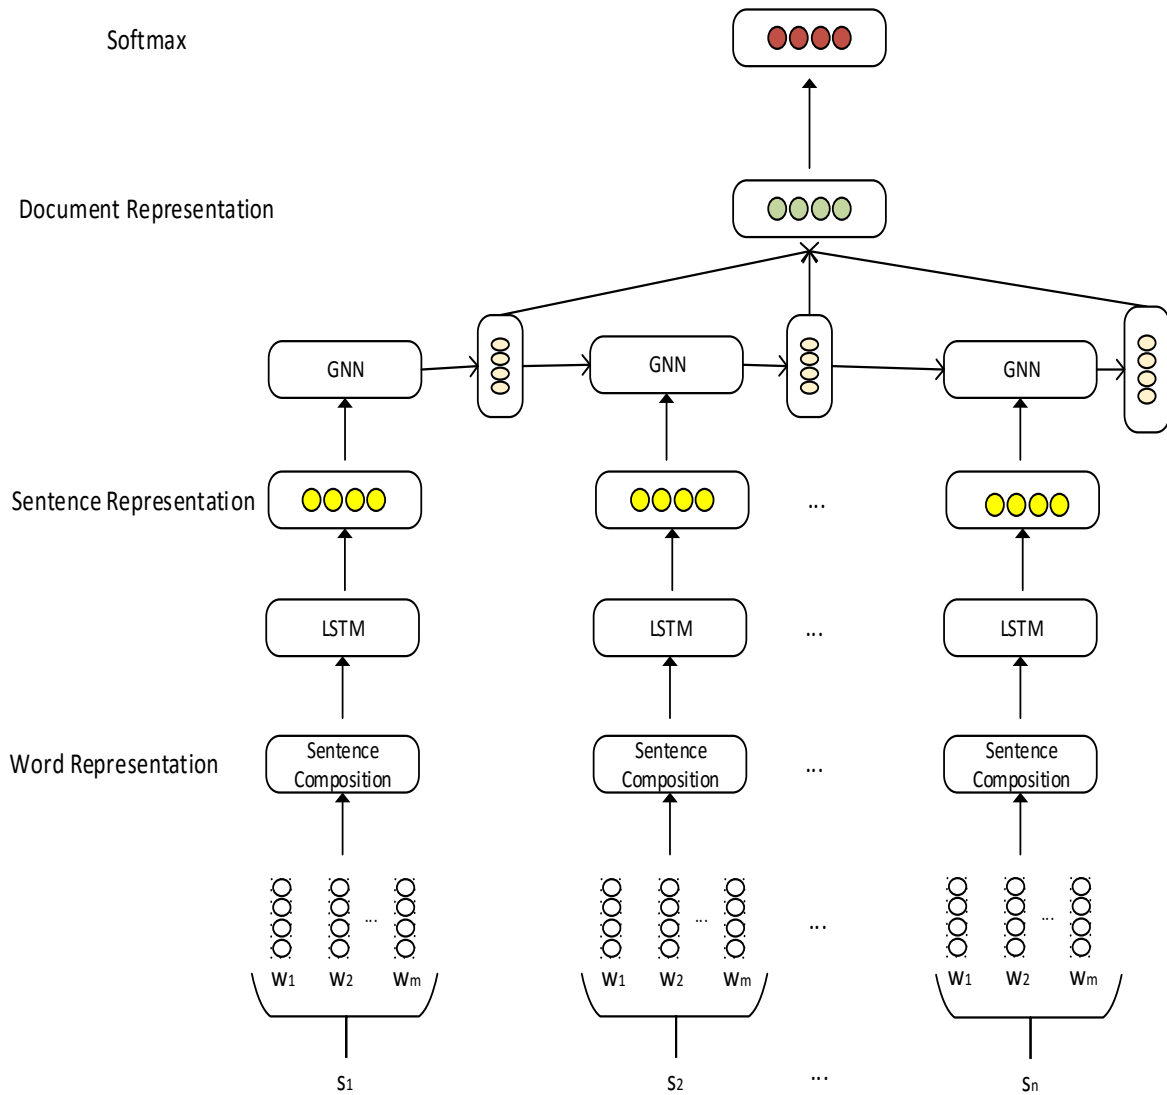 Softmax
Document Representation
GNN
GNN
GNN
Sentence Representation
...
LSTM
LSTM
...
LSTM
Word Representation
Sentence
Composition
Sentence
Composition
...
Sentence
Composition
... ... ... ...
w1 w2 wm w1 w2 wm w1 w2 wm
s1 s2 ... sn